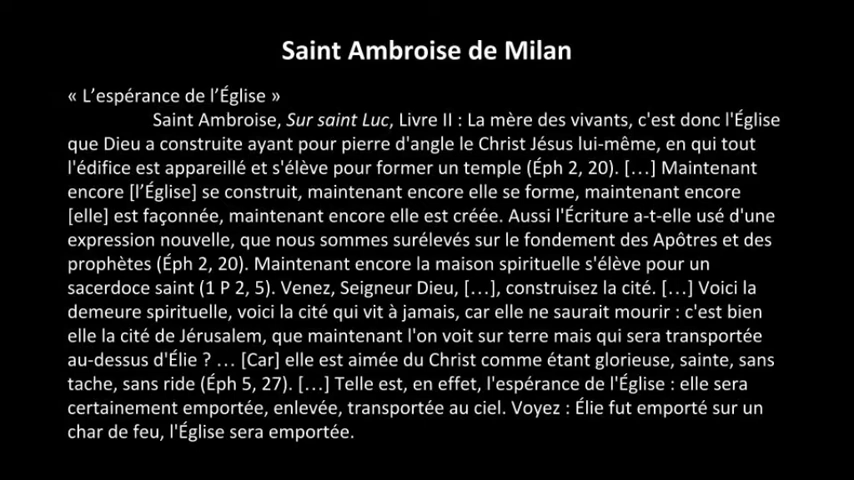 Saint Ambroise de Milan
« L’espérance de l’Église »
Saint Ambroise, Sur saint Luc, Livre II : La mère des vivants, c'est donc l'Église
que Dieu a construite ayant pour pierre d'angle le Christ Jésus lui-même, en qui tout
l'édifice est appareillé et s'élève pour former un temple (Éph 2, 20). […] Maintenant
encore [l’Église] se construit, maintenant encore elle se forme, maintenant encore
[elle] est façonnée, maintenant encore elle est créée. Aussi l'Écriture a-t-elle usé d'une
expression nouvelle, que nous sommes surélevés sur le fondement des Apôtres et des
prophètes (Éph 2, 20). Maintenant encore la maison spirituelle s'élève pour un
sacerdoce saint (1 P 2, 5). Venez, Seigneur Dieu, […], construisez la cité. […] Voici la
demeure spirituelle, voici la cité qui vit à jamais, car elle ne saurait mourir : c'est bien
elle la cité de Jérusalem, que maintenant l'on voit sur terre mais qui sera transportée
au-dessus d'Élie ? … [Car] elle est aimée du Christ comme étant glorieuse, sainte, sans
tache, sans ride (Éph 5, 27). […] Telle est, en effet, l'espérance de l'Église : elle sera
certainement emportée, enlevée, transportée au ciel. Voyez : Élie fut emporté sur un
char de feu, l'Église sera emportée.